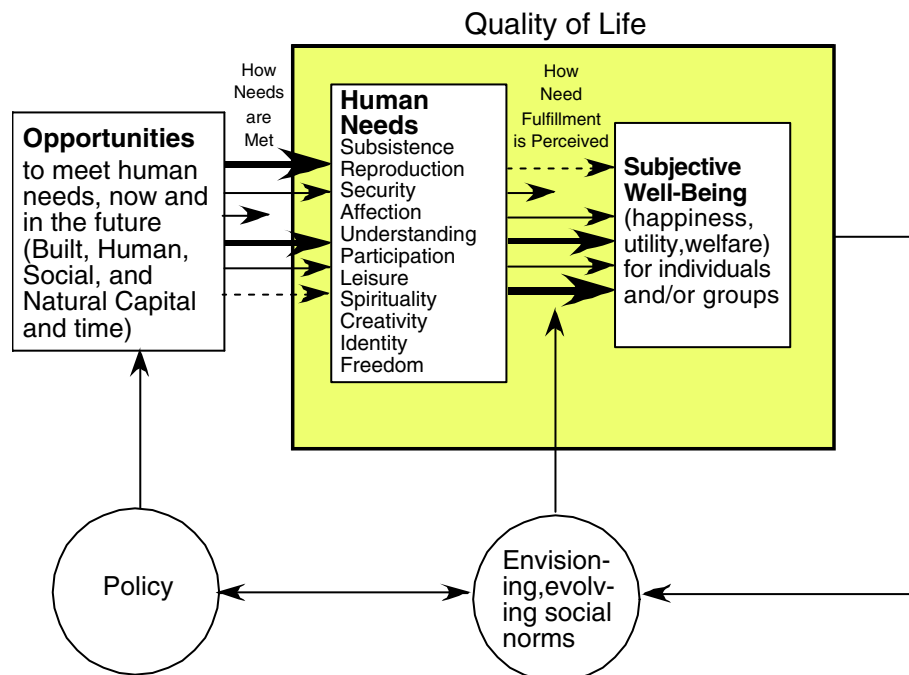 Quality of Life
How
Needs
are
Met
Opportunities
to meet human
needs, now and
in the future
(Built, Human,
Social, and
Natural Capital
and time)
Human
Needs
Subsistence
Reproduction
Security
Affection
Understanding
Participation
Leisure
Spirituality
Creativity
Identity
Freedom
How
Need
Fulfillment
is Perceived
Subjective
Well-Being
(happiness,
utility,welfare)
for individuals
and/or groups
Policy
Envision-
ing,evolv-
ing social
norms